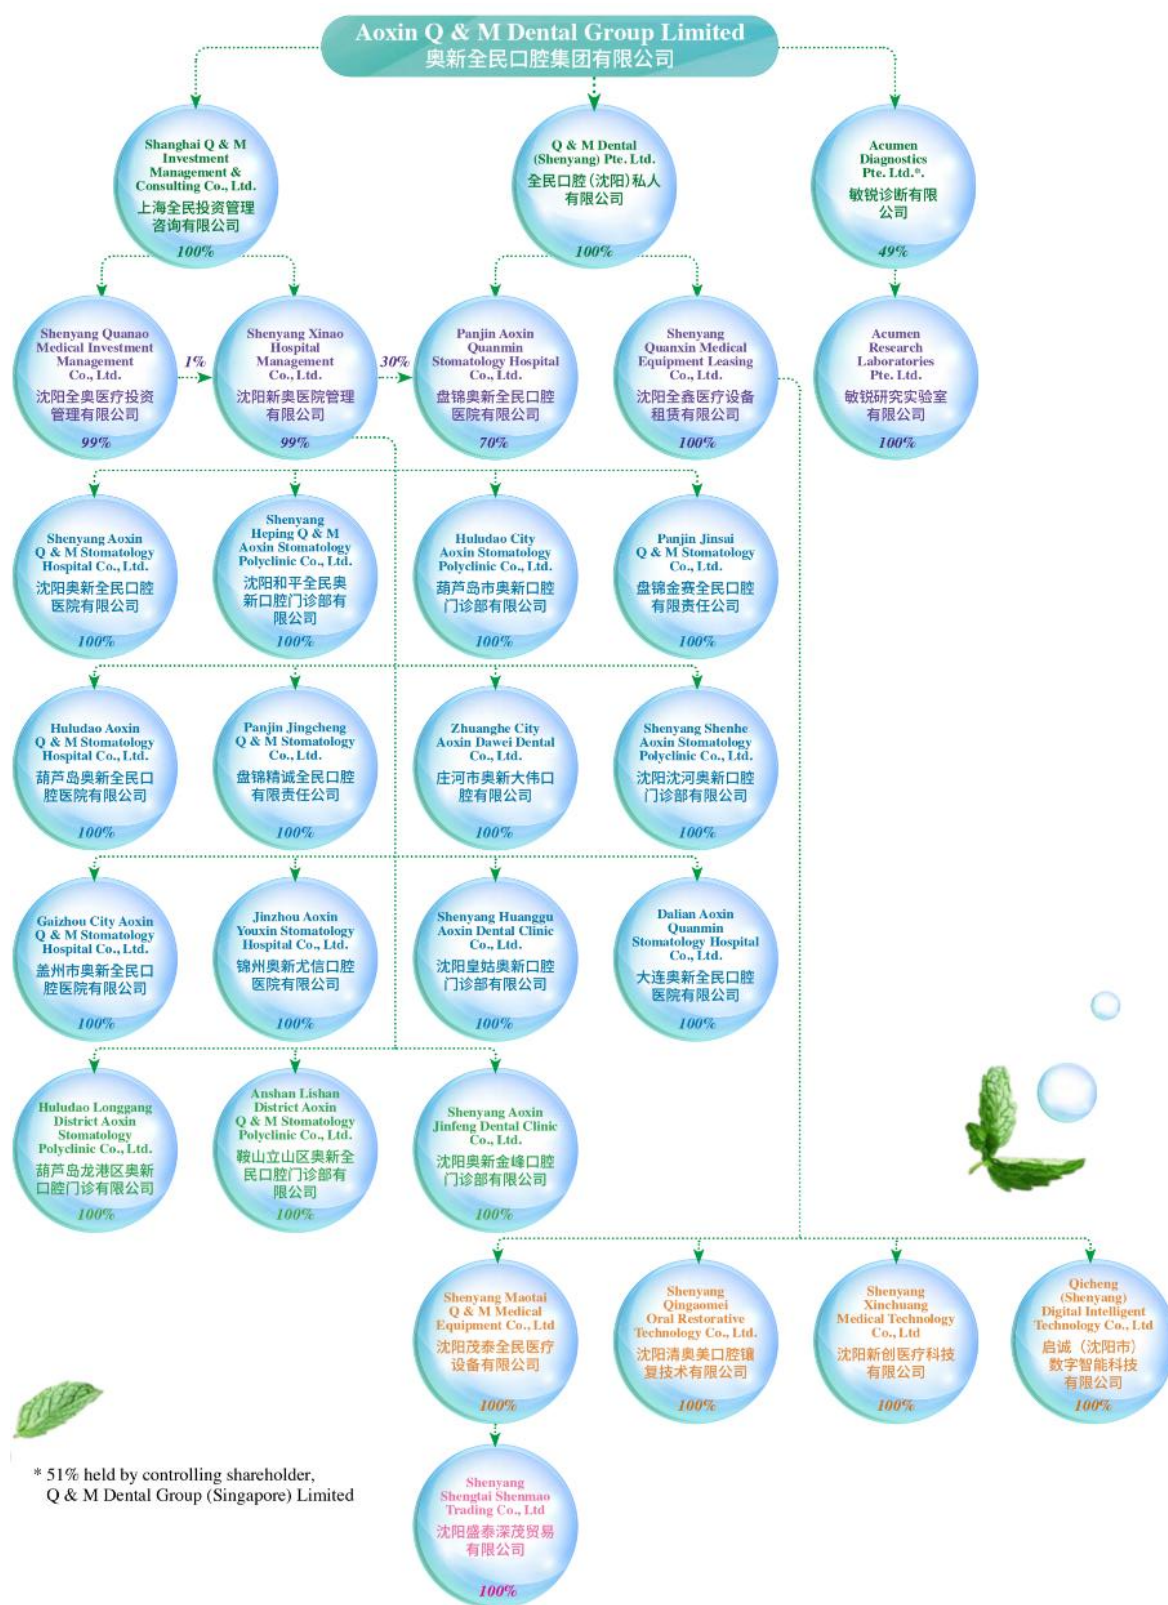 Aoxin Q & M Dental Group Limited
奥新全民口腔集团有限公司
Shanghai Q & M
Investment
Management &
Consulting Co., Ltd.
上海全民投资管理
咨询有限公司
100%
Q & M Dental
(Shenyang) Pte. Ltd.
全民口腔(沈阳)私人
有限公司
100%
Acumen
Diagnostics
Pte. Ltd.*.
敏锐诊断有限
公司
49%
Shenyang Quanao
Medical Investment
Management
Co., Ltd.
沈阳全奥医疗投资
管理有限公司
99%
1%
Shenyang Xinao
Hospital
Management
Co., Ltd.
沈阳新奥医院管理
有限公司
99%
30%
Panjin Aoxin
Quanmin
Stomatology Hospital
Co., Ltd.
盘锦奥新全民口腔
医院有限公司
70%
Shenyang
Quanxin Medical
Equipment Leasing
Co., Ltd.
沈阳全鑫医疗设备
租赁有限公司
100%
Acumen
Research
Laboratories
Pte. Ltd.
敏锐研究实验室
有限公司
100%
Shenyang Aoxin
Q & M Stomatology
Hospital Co., Ltd.
沈阳奥新全民口腔
医院有限公司
100%
Shenyang
Heping Q & M
Aoxin Stomatology
Polyclinic Co., Ltd.
沈阳和平全民奥
新口腔门诊部有
限公司
100%
Huludao City
Aoxin Stomatology
Polyclinic Co., Ltd.
葫芦岛市奥新口腔
门诊部有限公司
100%
Panjin Jinsai
Q & M Stomatology
Co., Ltd.
盘锦金赛全民口腔
有限责任公司
100%
Huludao Aoxin
Q & M Stomatology
Hospital Co., Ltd.
葫芦岛奥新全民口
腔医院有限公司
100%
Panjin Jingcheng
Q & M Stomatology
Co., Ltd.
盘锦精诚全民口腔
有限责任公司
100%
Zhuanghe City
Aoxin Dawei Dental
Co., Ltd.
庄河市奥新大伟口
腔有限公司
100%
Shenyang Shenhe
Aoxin Stomatology
Polyclinic Co., Ltd.
沈阳沈河奥新口腔
门诊部有限公司
100%
Gaizhou City Aoxin
Q & M Stomatology
Hospital Co., Ltd.
盖州市奥新全民口
腔医院有限公司
100%
Jinzhou Aoxin
Youxin Stomatology
Hospital Co., Ltd.
锦州奥新尤信口腔
医院有限公司
100%
Shenyang Huanggu
Aoxin Dental Clinic
Co., Ltd.
沈阳皇姑奥新口腔
门诊部有限公司
100%
Dalian Aoxin
Quanmin
Stomatology Hospital
Co., Ltd.
大连奥新全民口腔
医院有限公司
100%
Huludao Longgang
District Aoxin
Stomatology
Polyclinic Co., Ltd.
葫芦岛龙港区奥新
口腔门诊有限公司
100%
Anshan Lishan
District Aoxin
Q & M Stomatology
Polyclinic Co., Ltd.
鞍山立山区奥新全
民口腔门诊部有
限公司
100%
Shenyang Aoxin
Jinfeng Dental Clinic
Co., Ltd.
沈阳奥新金峰口腔
门诊部有限公司
100%
Shenyang Maotai
Q & M Medical
Equipment Co., Ltd
沈阳茂泰全民医疗
设备有限公司
100%
Shenyang
Qingaomei
Oral Restorative
Technology Co., Ltd.
沈阳清奥美口腔镶
复技术有限公司
100%
Shenyang
Xinchuang
Medical Technology
Co., Ltd
沈阳新创医疗科技
有限公司
100%
Qicheng
(Shenyang)
Digital Intelligent
Technology Co., Ltd
启诚（沈阳市）
数字智能科技
有限公司
100%
* 51% held by controlling shareholder,
Q & M Dental Group (Singapore) Limited
Shenyang
Shengtai Shenmao
Trading Co., Ltd
沈阳盛泰深茂贸易
有限公司
100%